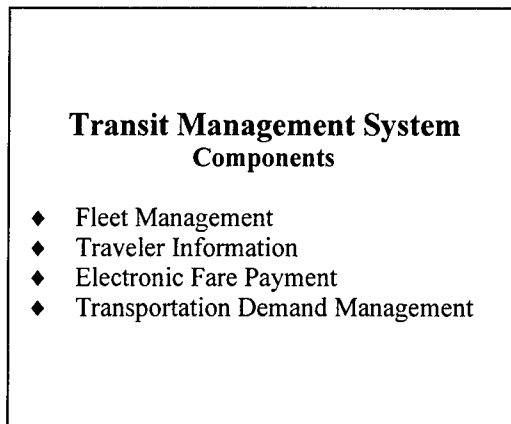 Transit Management System
Components
♦ Fleet Management
♦ Traveler Information
♦ Electronic Fare Payment
♦ Transportation Demand Management